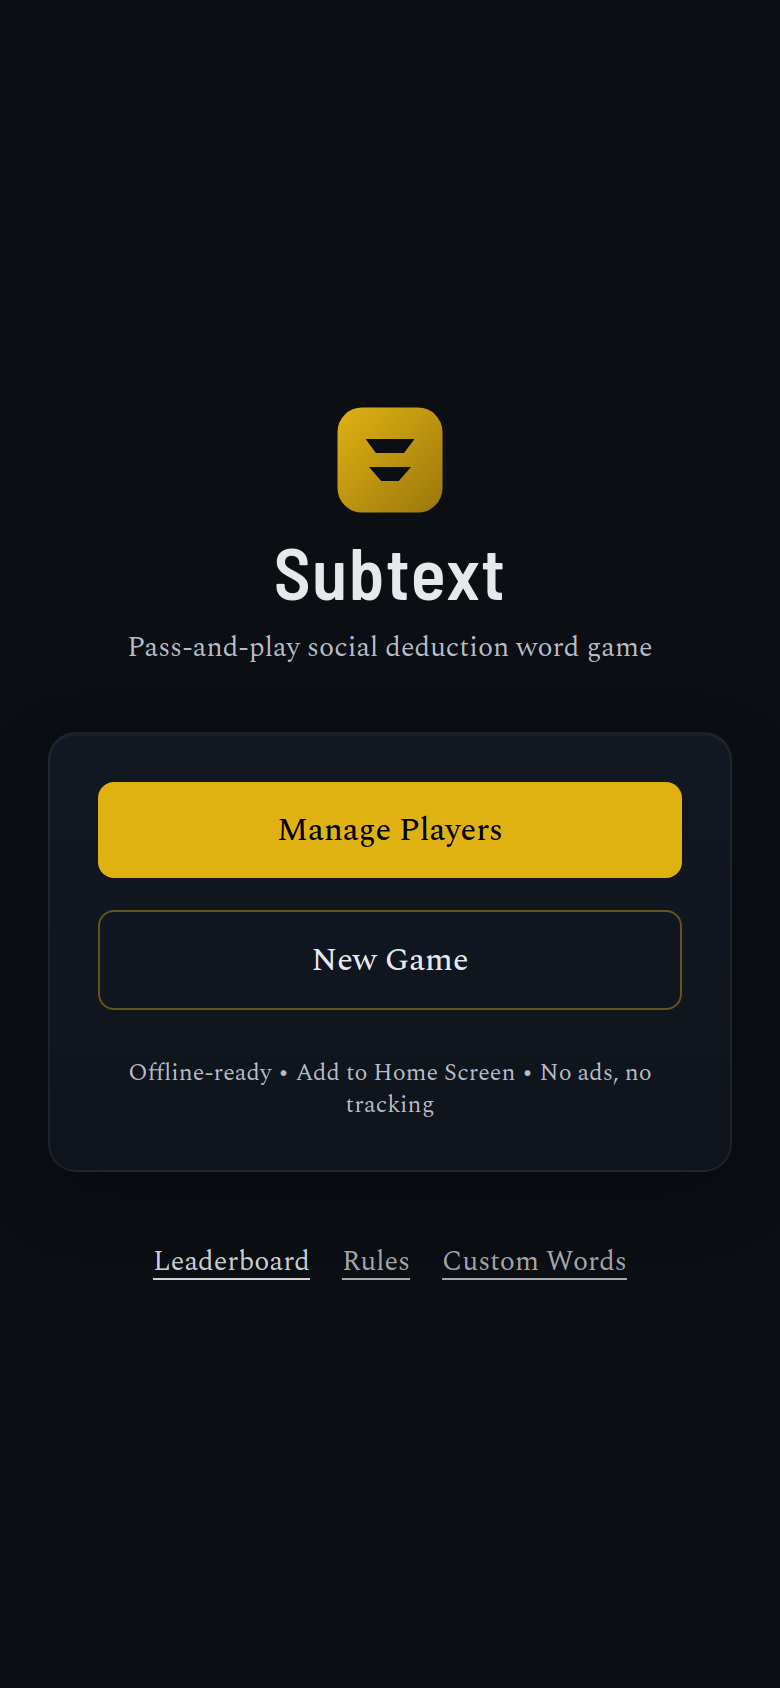 Subtext
Pass-and-play social deduction word game
Manage Players
New Game
Offline-ready • Add to Home Screen • No ads, no
tracking
Leaderboard Rules Custom Words